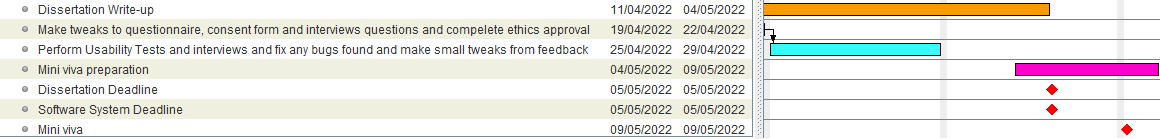 Dissertation Write-up 11/04/2022 04/05/2022
Make tweaks to questionnaire, consent form and interviews questions and compelete ethics approval 19/04/2022 22/04/2022
Perform Usability Tests and interviews and fix any bugs found and make small tweaks from feedback 25/04/2022 29/04/2022
Mini viva preparation 04/05/2022 09/05/2022
Dissertation Deadline 05/05/2022 05/05/2022
Software System Deadline 05/05/2022 05/05/2022
Mini viva 09/05/2022 09/05/2022